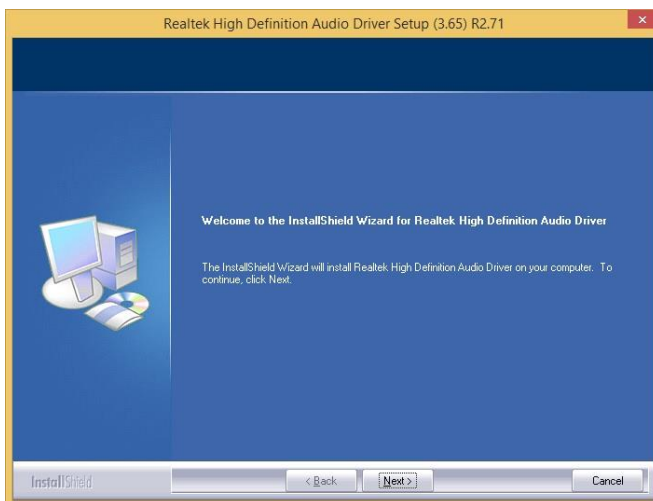 Realtek High Definition Audio Driver Setup (3.65) R2.71
Welcome to the InstallShield Wizard for Realtek High Definition Audio Driver
The InstallShield Wizard will install Realtek High Definition Audio Driver on your computer. To
continue, click Next.
InstallShield
< Back
Next >
Cancel